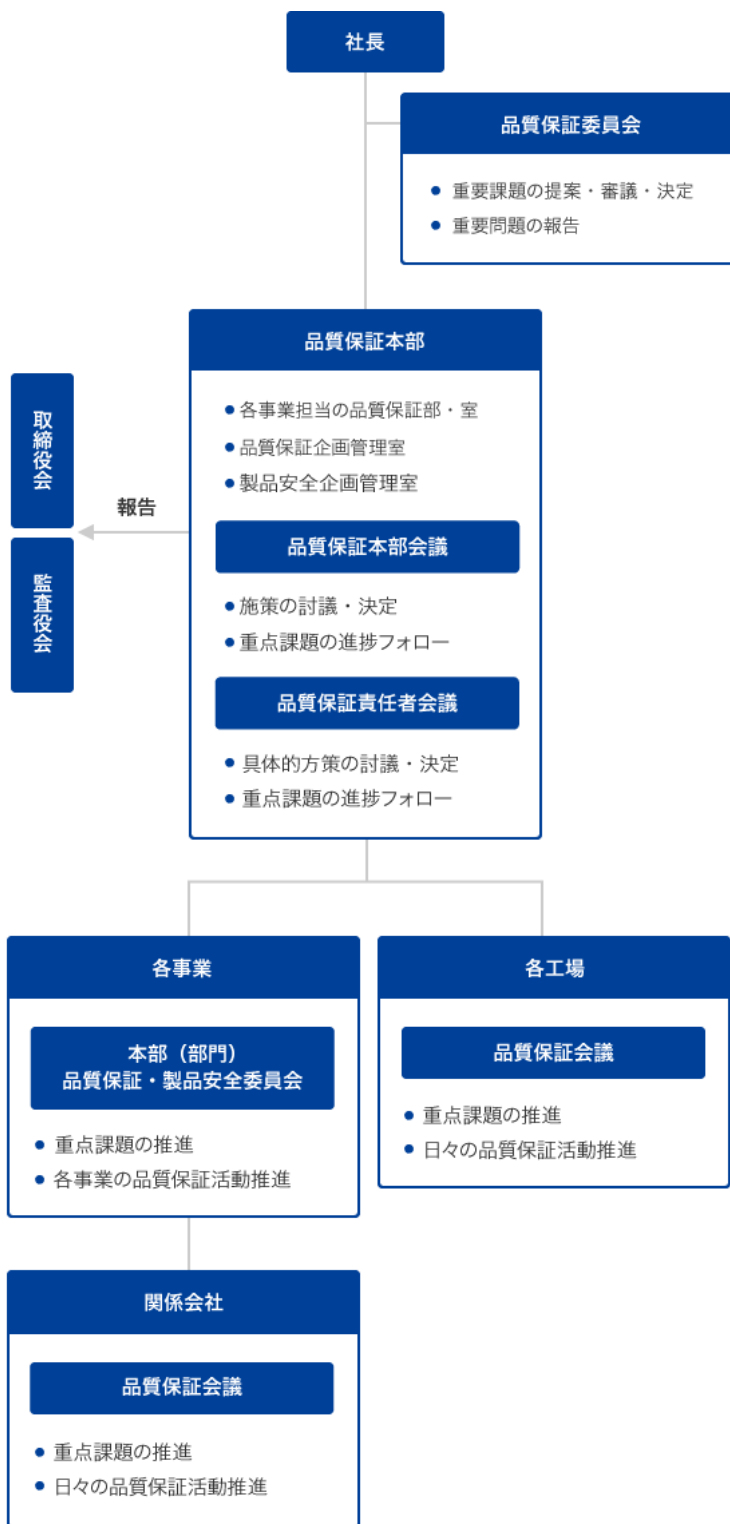 社長
品質保証委員会
重要課題の提案・審議・決定
重要問題の報告
品質保証本部
各事業担当の品質保証部・室
品質保証企画管理室
製品安全企画管理室
取締役会
報告
監査役会
品質保証本部会議
施策の討議・決定
重点課題の進捗フォロー
品質保証責任者会議
具体的方策の討議・決定
重点課題の進捗フォロー
各事業
本部（部門）
品質保証・製品安全委員会
重点課題の推進
各事業の品質保証活動推進
各工場
品質保証会議
重点課題の推進
日々の品質保証活動推進
関係会社
品質保証会議
重点課題の推進
日々の品質保証活動推進